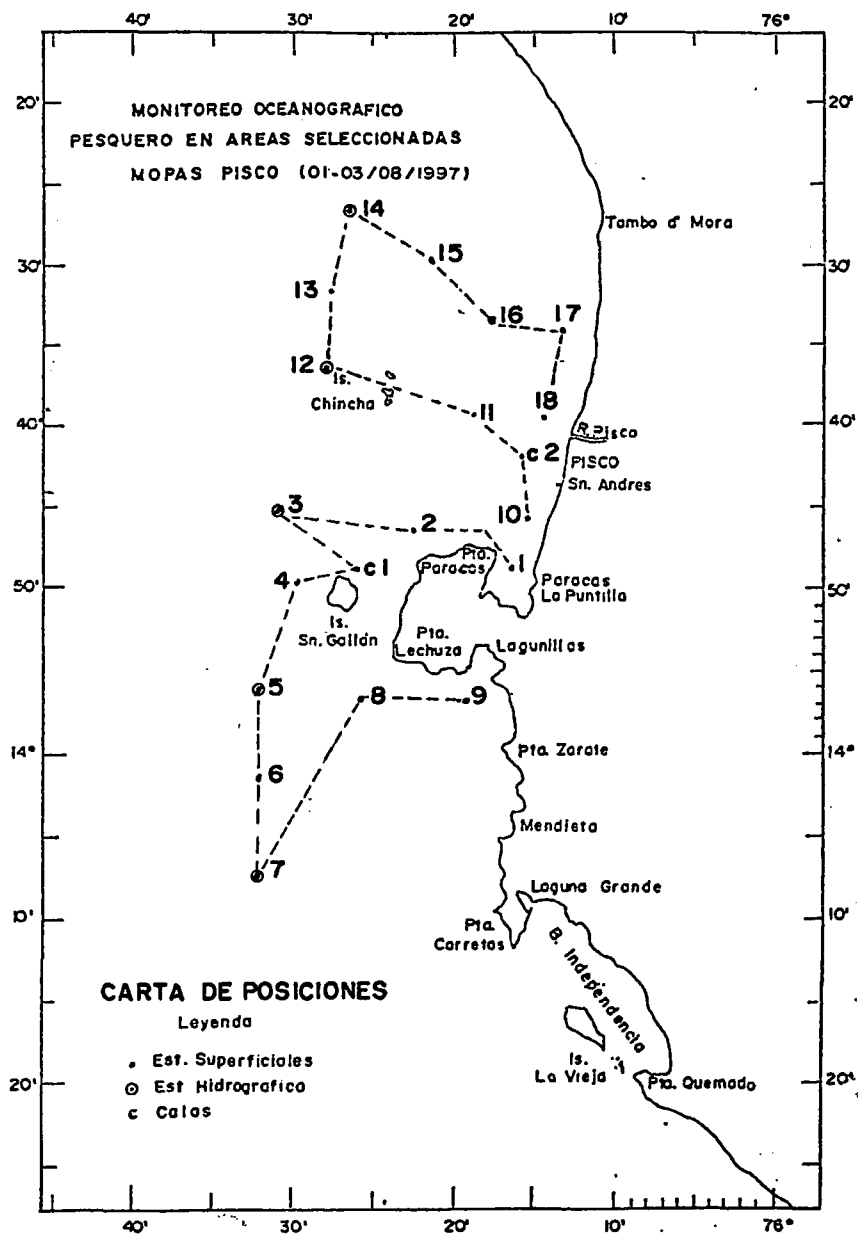 40' 30' 20' 10' 76°
MONITOREO OCEANOGRAFICO
PESQUERO EN AREAS SELECCIONADAS
MOPAS PISCO (01-03/08/1997)
20' 20'
14
Tambo d' Mora
15
30' 30'
13
16 17
12
Is.
Chincha
18
11
40' 40'
R. Pisco
c 2
PISCO
Sn. Andres
3
2
10
Pta.
Paracas
1
c 1
4
50' 50'
Paracas
La Puntilla
Is.
Sn. Gallán
Pta.
Lechuza
Lagunillas
5
8 9
14° 14°
Pta. Zarate
6
Mendieta
7
Laguna Grande
10' 10'
Pta.
Carretas
B. Independencia
CARTA DE POSICIONES
Leyenda
Est. Superficiales
Est Hidrografico
c Calas
Is.
La Vieja
Pta. Quemado
20' 20'
40' 30' 20' 10' 76°